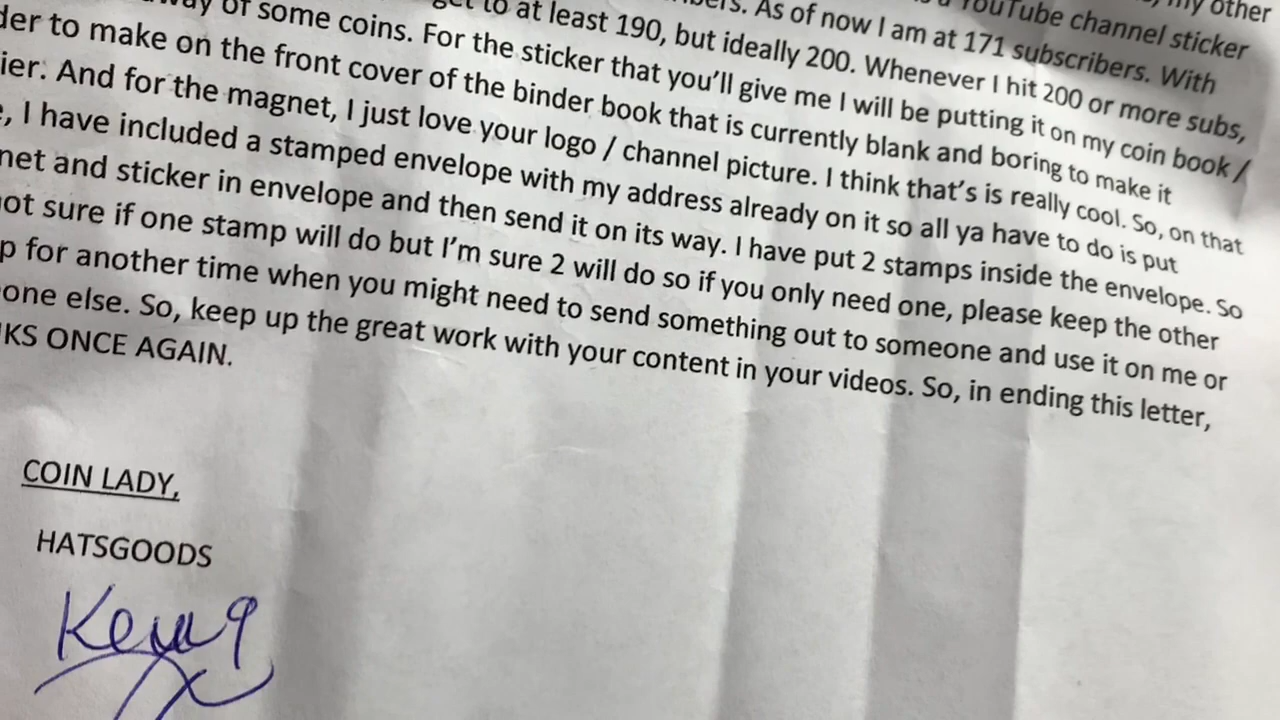 my other
YouTube channel sticker
As of now I am at 171 subscribers. With
get to at least 190, but ideally 200. Whenever I hit 200 or more subs,
way of some coins. For the sticker that you'll give me I will be putting it on my coin book /
der to make on the front cover of the binder book that is currently blank and boring to make it
ier. And for the magnet, I just love your logo / channel picture. I think that's is really cool. So, on that
, I have included a stamped envelope with my address already on it so all ya have to do is put
net and sticker in envelope and then send it on its way. I have put 2 stamps inside the envelope. So
not sure if one stamp will do but I'm sure 2 will do so if you only need one, please keep the other
p for another time when you might need to send something out to someone and use it on me or
one else. So, keep up the great work with your content in your videos. So, in ending this letter,
KS ONCE AGAIN.
COIN LADY,
HATSGOODS